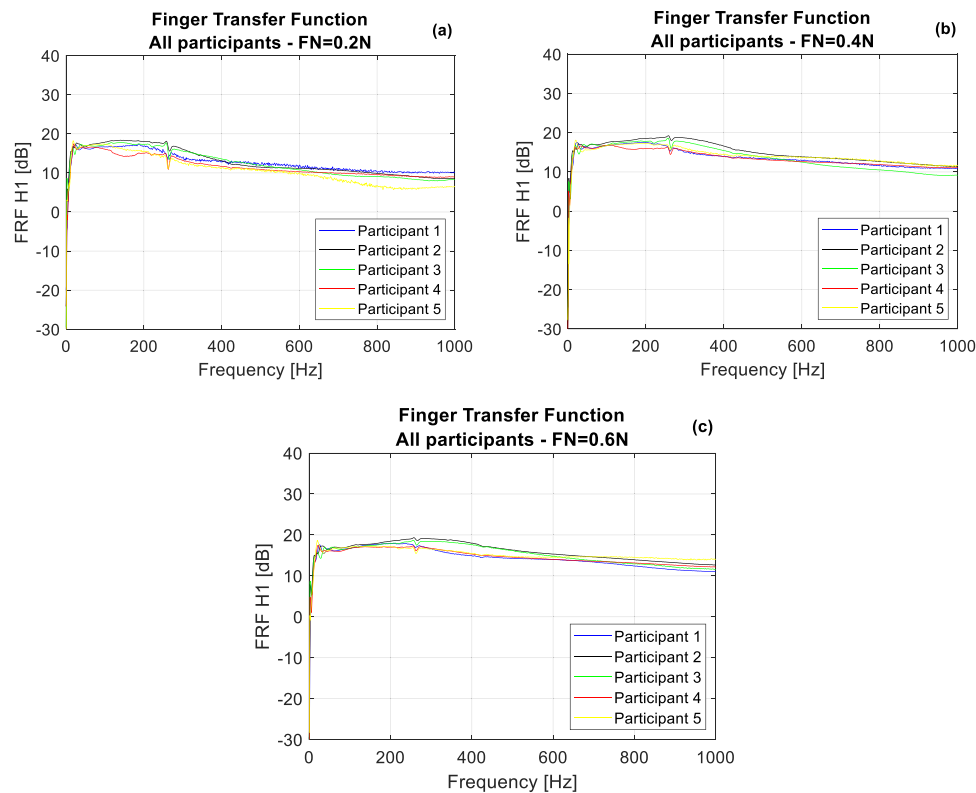 Finger Transfer Function
All participants - FN=0.2N
(a)
40
30
20
10
0
-10
-20
-30
FRF H1 [dB]
Participant 1
Participant 2
Participant 3
Participant 4
Participant 5
0 200 400 600 800 1000
Frequency [Hz]
Finger Transfer Function
All participants - FN=0.4N
(b)
40
30
20
10
0
-10
-20
-30
FRF H1 [dB]
Participant 1
Participant 2
Participant 3
Participant 4
Participant 5
0 200 400 600 800 1000
Frequency [Hz]
Finger Transfer Function
All participants - FN=0.6N
(c)
40
30
20
10
0
-10
-20
-30
FRF H1 [dB]
Participant 1
Participant 2
Participant 3
Participant 4
Participant 5
0 200 400 600 800 1000
Frequency [Hz]